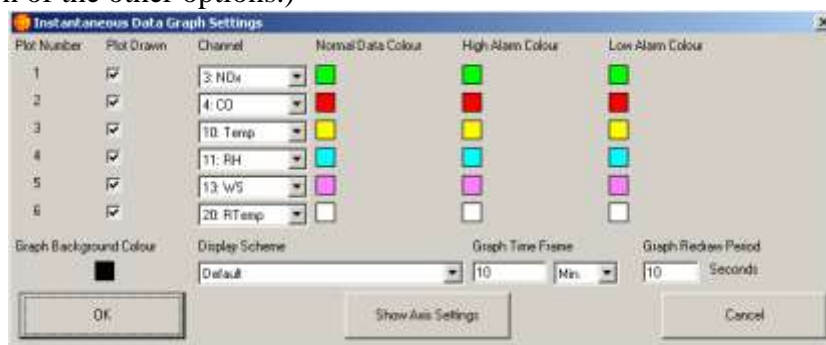 n of the other options.)
Instantaneous Data Graph Settings
Plot Number Plot Drawn Channel Normal Data Colour High Alarm Colour Low Alarm Colour
1 3: NOx
2 4: CO
3 10: Temp
4 11: RH
5 13: WS
6 20: RTemp
Graph Background Colour Display Scheme Graph Time Frame Graph Redraw Period
Default 10 Min. 10 Seconds
OK Show Axis Settings Cancel